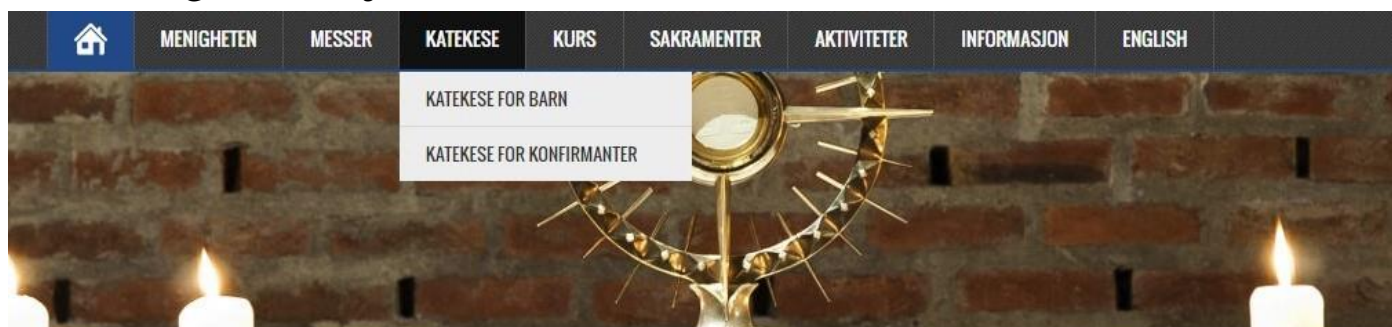 MENIGHETEN MESSER KATEKESE KURS SAKRAMENTER AKTIVITETER INFORMASJON ENGLISH
KATEKESE FOR BARN
KATEKESE FOR KONFIRMANTER